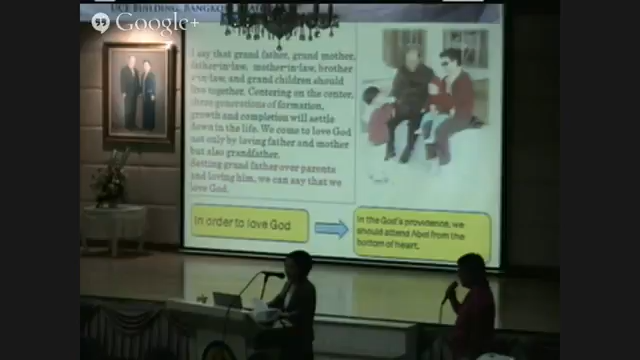 UCI BUILDING, BANGKOK
Google+
I say that grand father, grand mother,
father-in-law, mother-in-law, brother
-in-law, and grand children should
live together. Centering on the center,
three generations of formation,
growth and completion will settle
down in the life. We come to love God
not only by loving father and mother
but also grandfather.
Setting grand father over parents
and loving him, we can say that we
love God.
In order to love God
In the God's providence, we
should attend Abel from the
bottom of heart.